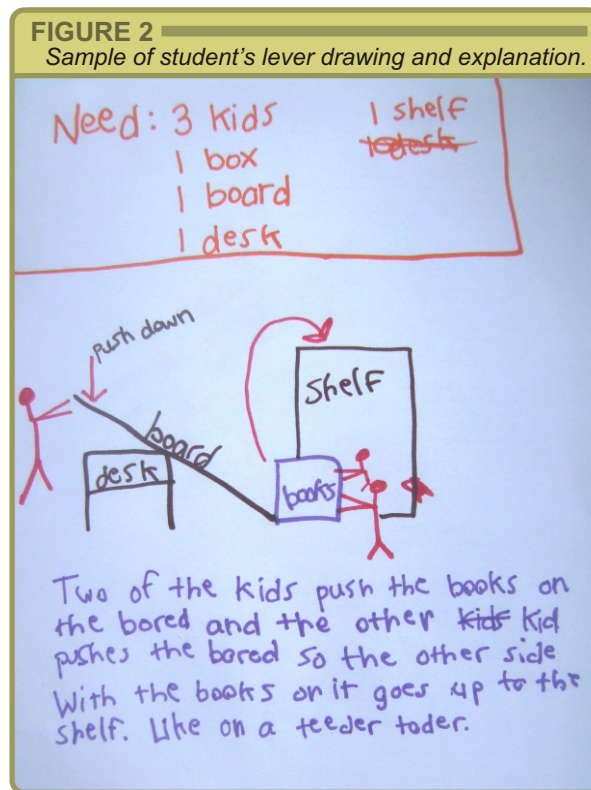 FIGURE 2
Sample of student's lever drawing and explanation.
Need: 3 kids
1 box
1 board
1 desk
1 shelf
push down
board
desk
shelf
books
Two of the kids push the books on
the bored and the other kids Kid
pushes the bored so the other side
With the books on it goes up to the
shelf. Like on a teeder toder.